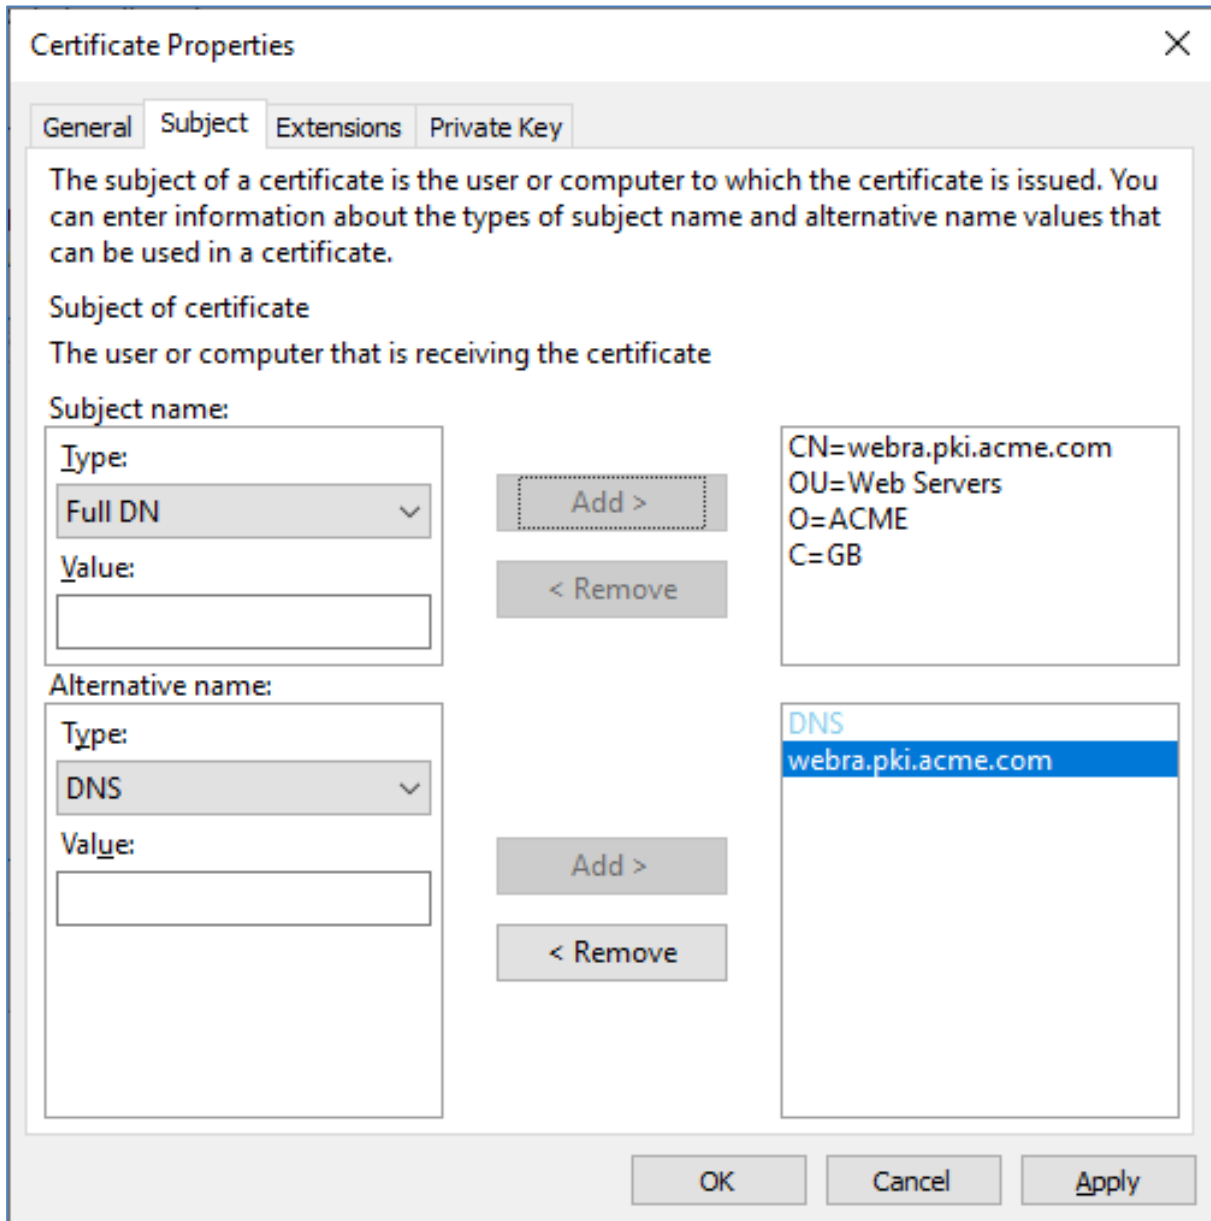 Certificate Properties
General Subject Extensions Private Key
The subject of a certificate is the user or computer to which the certificate is issued. You
can enter information about the types of subject name and alternative name values that
can be used in a certificate.
Subject of certificate
The user or computer that is receiving the certificate
Subject name:
Type:
Full DN
Value:
Add >
< Remove
CN=webra.pki.acme.com
OU=Web Servers
O=ACME
C=GB
Alternative name:
Type:
DNS
Value:
Add >
< Remove
DNS
webra.pki.acme.com
OK Cancel Apply